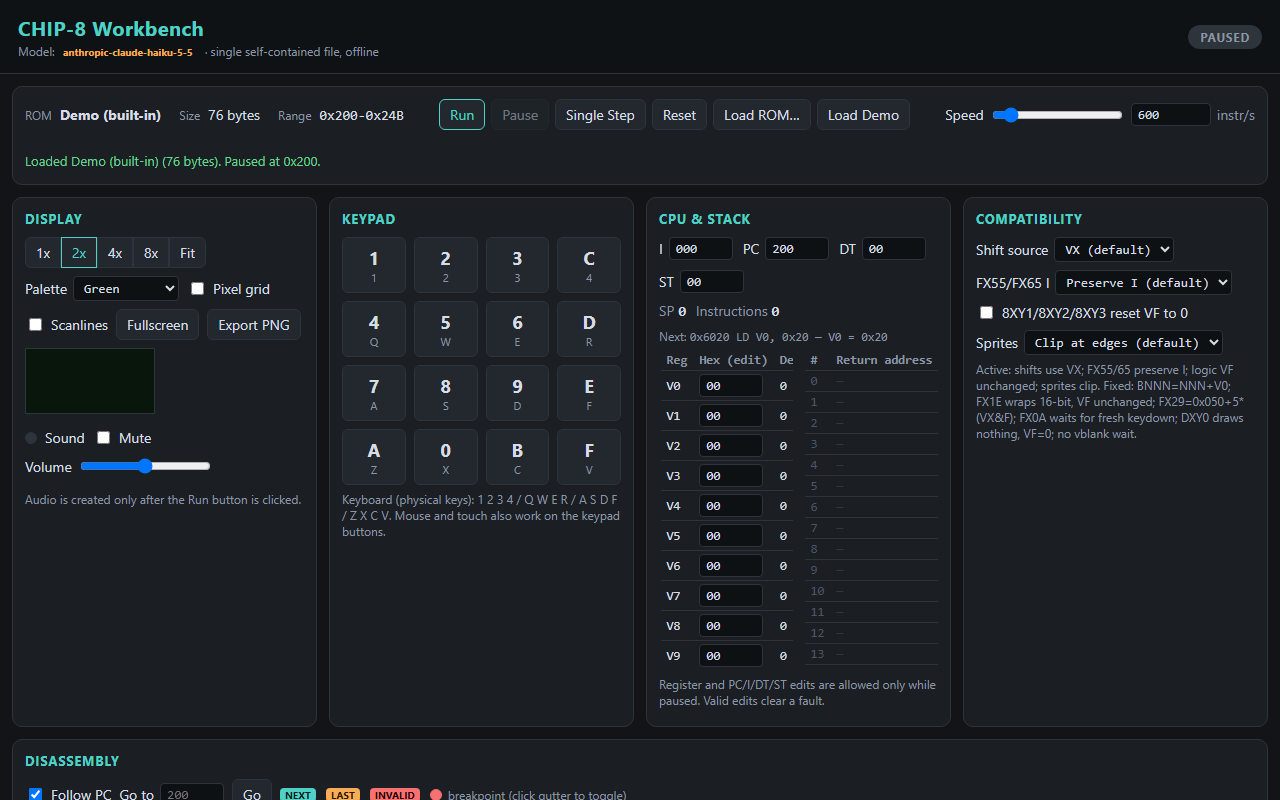 CHIP-8 Workbench
Model: anthropic-claude-haiku-5-5 · single self-contained file, offline
PAUSED
ROM Demo (built-in) Size 76 bytes Range 0x200-0x24B Run Pause Single Step Reset Load ROM... Load Demo Speed 600 instr/s
Loaded Demo (built-in) (76 bytes). Paused at 0x200.
DISPLAY
1x 2x 4x 8x Fit
Palette Green Pixel grid
Scanlines Fullscreen Export PNG
Sound Mute
Volume
Audio is created only after the Run button is clicked.
KEYPAD
1 2 3 C
1 2 3 4
4 5 6 D
Q W E R
7 8 9 E
A S D F
A 0 B F
Z X C V
Keyboard (physical keys): 1 2 3 4 / Q W E R / A S D F
/ Z X C V. Mouse and touch also work on the keypad
buttons.
CPU & STACK
I 000 PC 200 DT 00
ST 00
SP 0 Instructions 0
Next: 0x6020 LD V0, 0x20 — V0 = 0x20
Reg Hex (edit) De
V0 00 0
V1 00 0
V2 00 0
V3 00 0
V4 00 0
V5 00 0
V6 00 0
V7 00 0
V8 00 0
V9 00 0
# Return address
0 —
1 —
2 —
3 —
4 —
5 —
6 —
7 —
8 —
9 —
10 —
11 —
12 —
13 —
Register and PC/I/DT/ST edits are allowed only while
paused. Valid edits clear a fault.
COMPATIBILITY
Shift source VX (default)
FX55/FX65 I Preserve I (default)
8XY1/8XY2/8XY3 reset VF to 0
Sprites Clip at edges (default)
Active: shifts use VX; FX55/65 preserve I; logic VF
unchanged; sprites clip. Fixed: BNNN=NNN+V0;
FX1E wraps 16-bit, VF unchanged; FX29=0x050+5*
(VX&F); FX0A waits for fresh keydown; DXY0 draws
nothing, VF=0; no vblank wait.
DISASSEMBLY
Follow PC Go to 200 Go NEXT LAST INVALID breakpoint (click gutter to toggle)